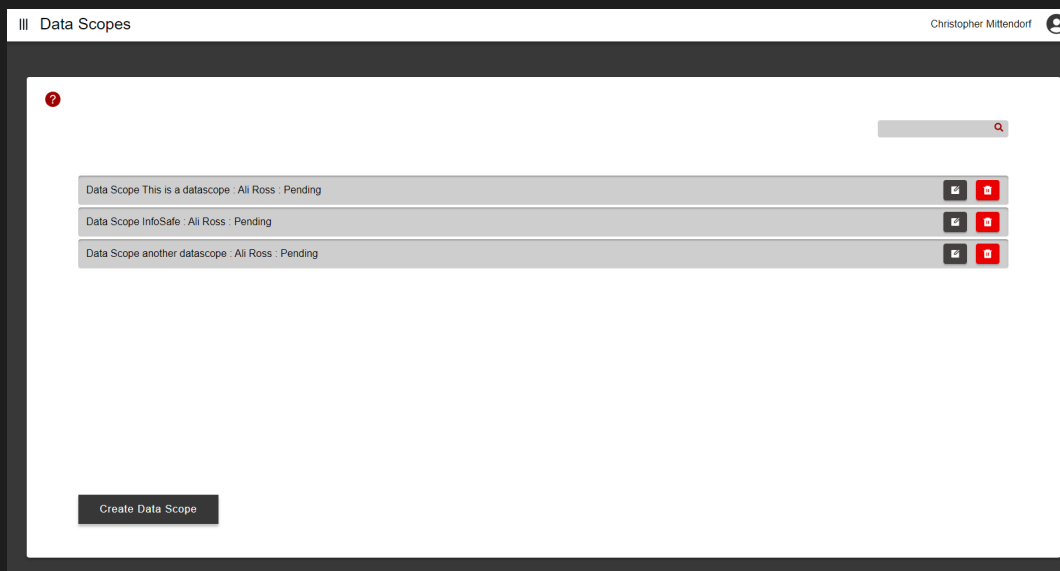 Data Scopes
Christopher Mittendorf
?
Data Scope This is a datascope : Ali Ross : Pending
Data Scope InfoSafe : Ali Ross : Pending
Data Scope another datascope : Ali Ross : Pending
Create Data Scope